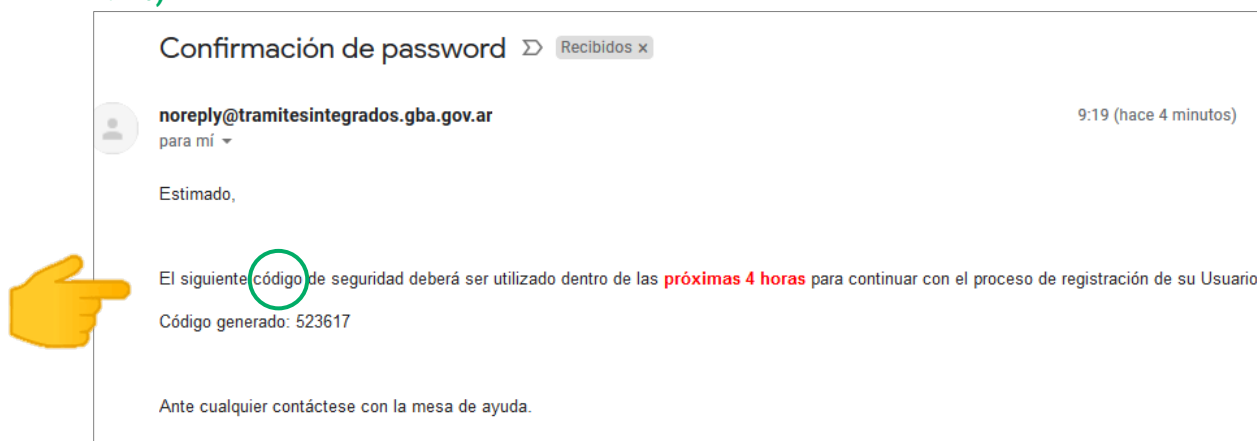 Confirmación de password Recibidos x
noreply@tramitesintegrados.gba.gov.ar 9:19 (hace 4 minutos)
para mí
Estimado,
El siguiente código de seguridad deberá ser utilizado dentro de las próximas 4 horas para continuar con el proceso de registración de su Usuario
Código generado: 523617
Ante cualquier contáctese con la mesa de ayuda.